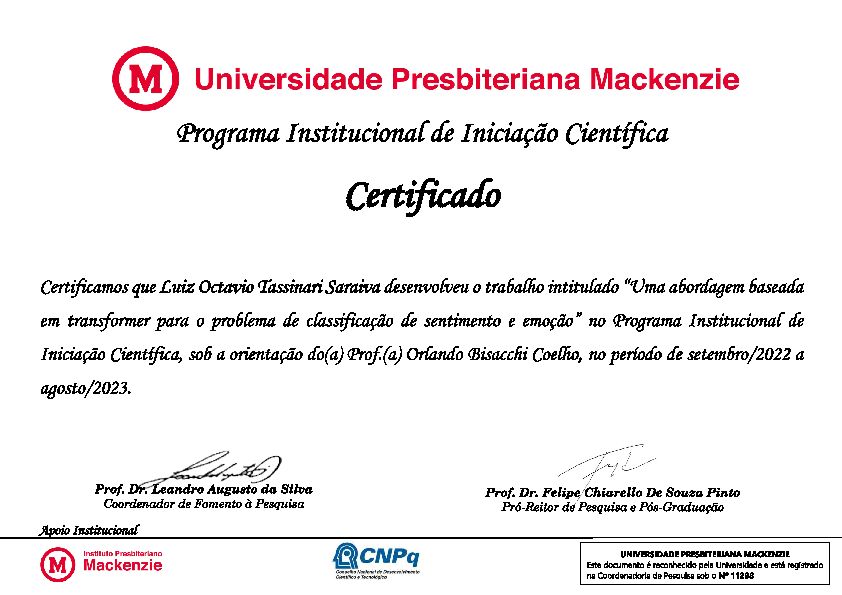 M Universidade Presbiteriana Mackenzie
Programa Institucional de Iniciação Científica
Certificado
Certificamos que Luiz Octavio Tassinari Saraiva desenvolveu o trabalho intitulado “Uma abordagem baseada
em transformer para o problema de classificação de sentimento e emoção” no Programa Institucional de
Iniciação Científica, sob a orientação do(a) Prof.(a) Orlando Bisacchi Coelho, no período de setembro/2022 a
agosto/2023.
Prof. Dr. Leandro Augusto da Silva
Coordenador de Fomento à Pesquisa
Prof. Dr. Felipe Chiarello De Souza Pinto
Pró-Reitor de Pesquisa e Pós-Graduação
Apoio Institucional
M Instituto Presbiteriano
Mackenzie
CNPq
Conselho Nacional de Desenvolvimento
Científico e Tecnológico
UNIVERSIDADE PRESBITERIANA MACKENZIE
Este documento é reconhecido pela Universidade e está registrado
na Coordenadoria de Pesquisa sob o Nº 11298